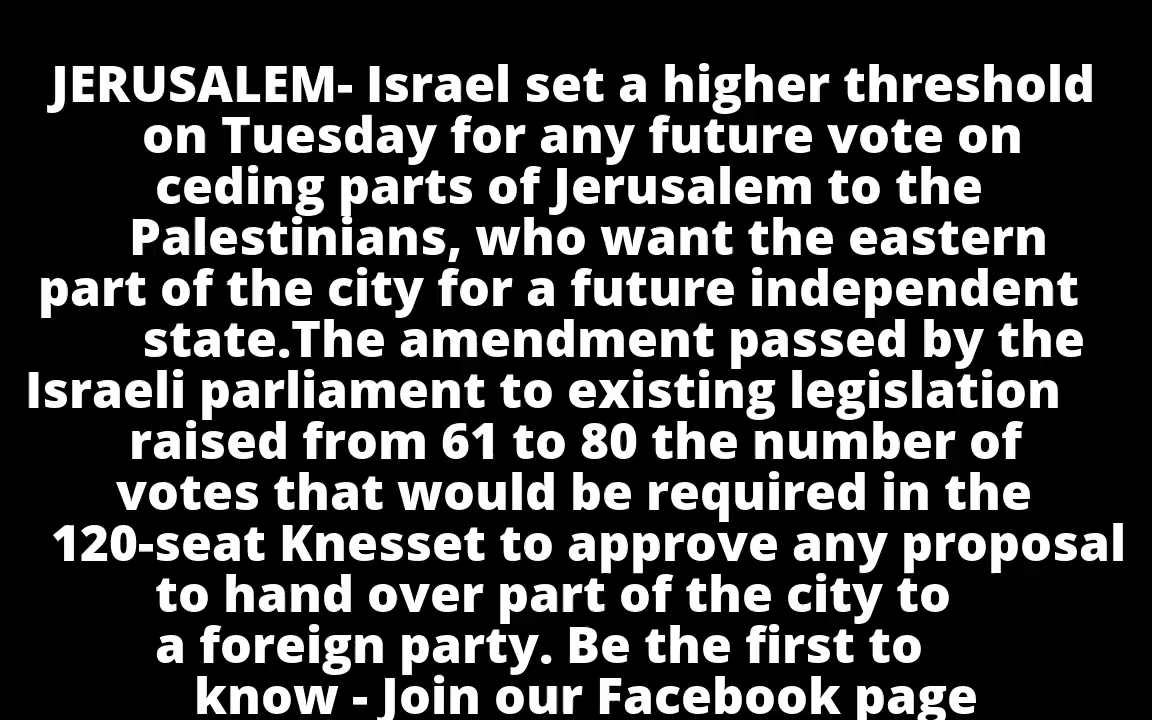 JERUSALEM- Israel set a higher threshold
on Tuesday for any future vote on
ceding parts of Jerusalem to the
Palestinians, who want the eastern
part of the city for a future independent
state.The amendment passed by the
Israeli parliament to existing legislation
raised from 61 to 80 the number of
votes that would be required in the
120-seat Knesset to approve any proposal
to hand over part of the city to
a foreign party. Be the first to
know - Join our Facebook page